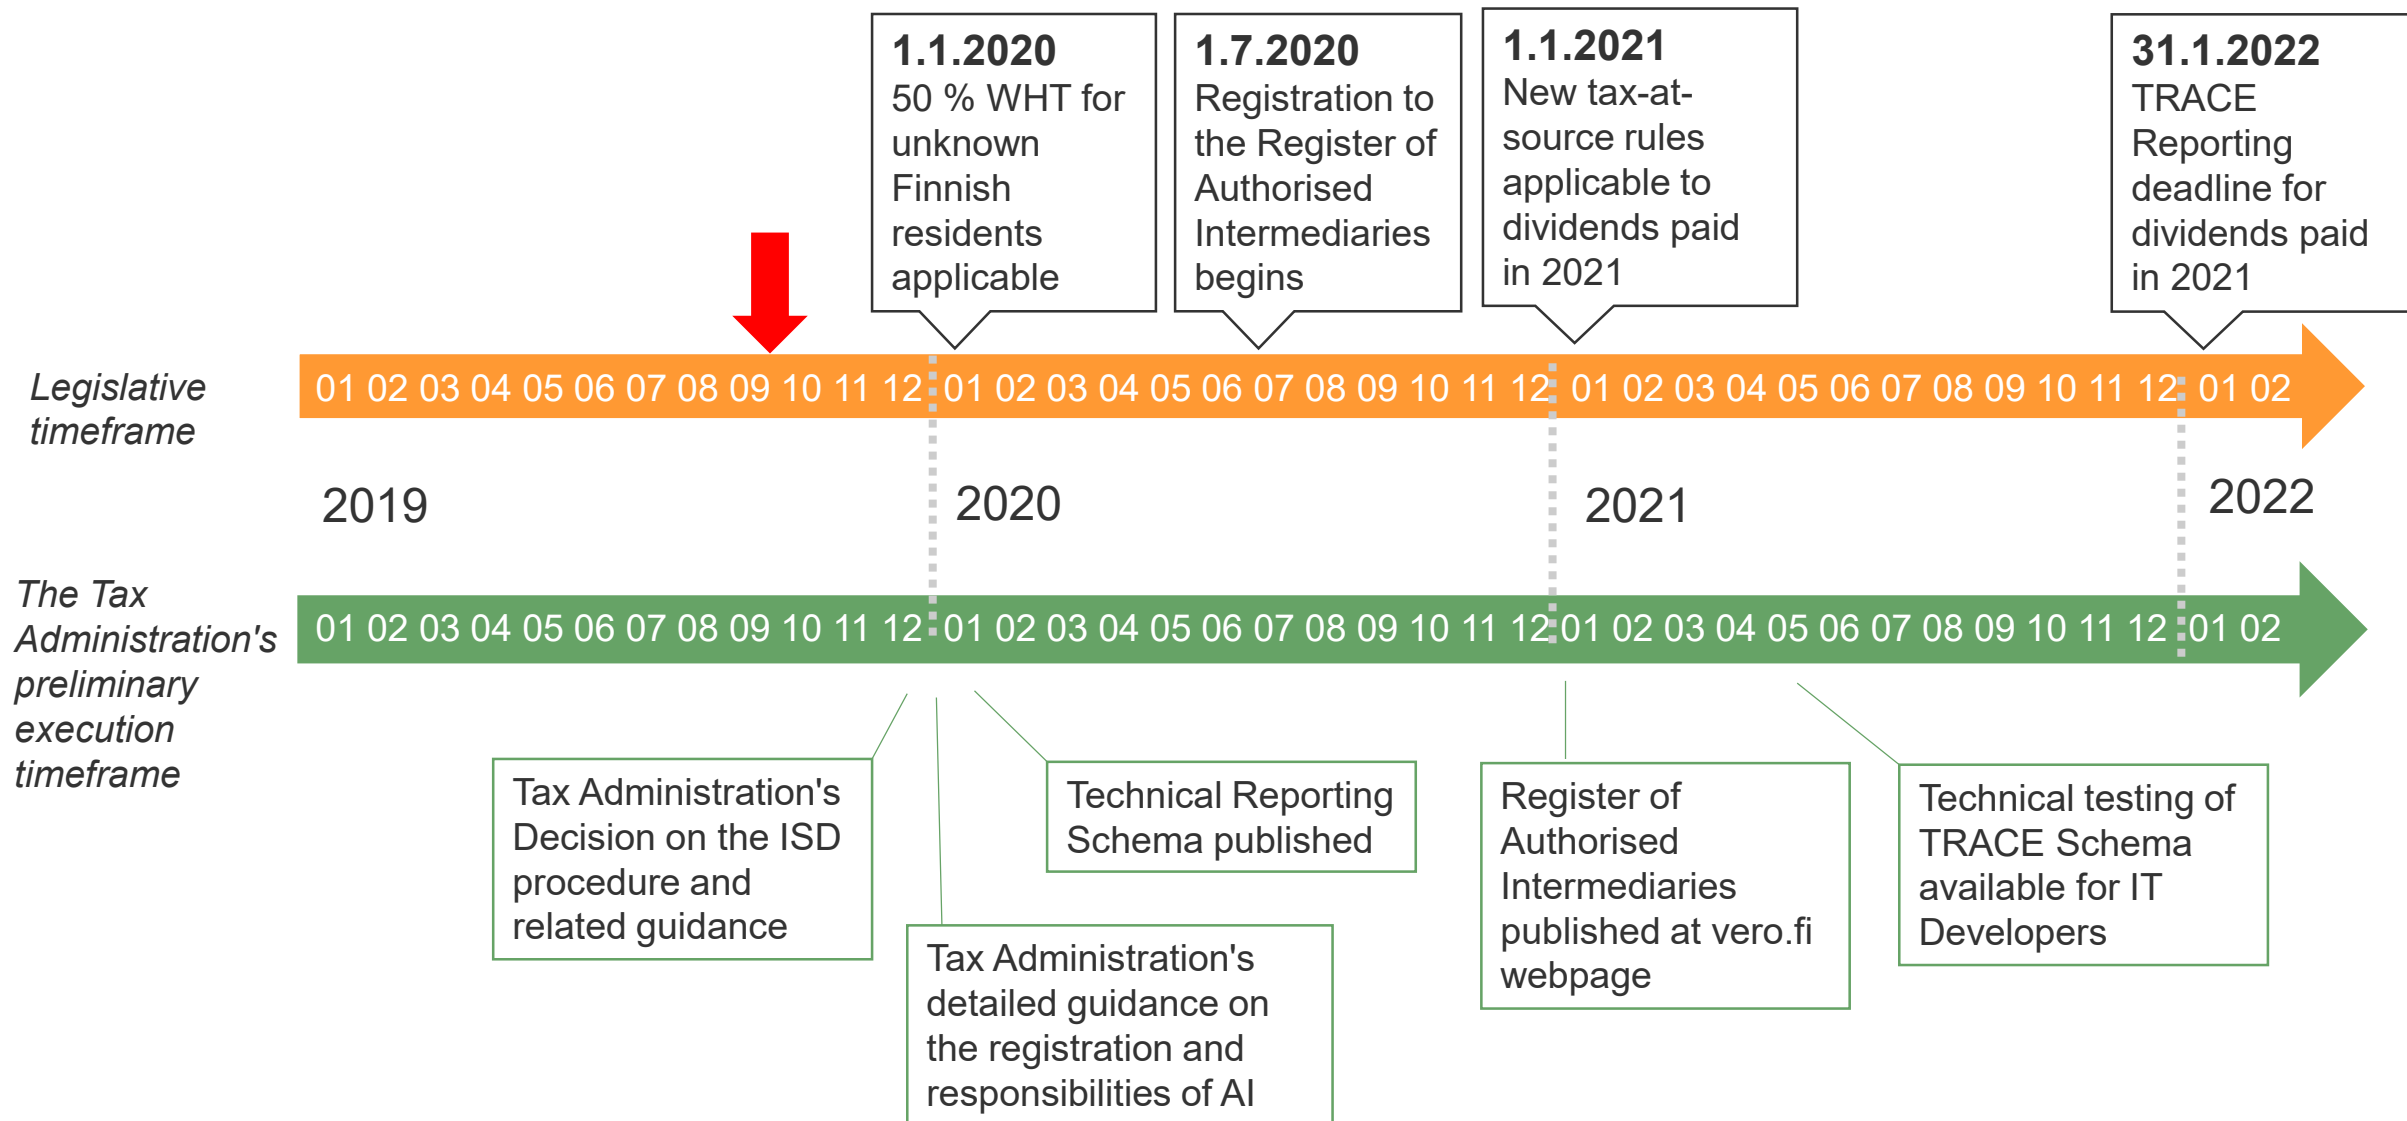 1.1.2020
50 % WHT for
unknown
Finnish
residents
applicable
1.7.2020
Registration to
the Register of
Authorised
Intermediaries
begins
1.1.2021
New tax-at-
source rules
applicable to
dividends paid
in 2021
31.1.2022
TRACE
Reporting
deadline for
dividends paid
in 2021
Legislative
timeframe
01 02 03 04 05 06 07 08 09 10 11 12 01 02 03 04 05 06 07 08 09 10 11 12 01 02 03 04 05 06 07 08 09 10 11 12 01 02
2019
2020
2021
2022
The Tax
Administration's
preliminary
execution
timeframe
01 02 03 04 05 06 07 08 09 10 11 12 01 02 03 04 05 06 07 08 09 10 11 12 01 02 03 04 05 06 07 08 09 10 11 12 01 02
Tax Administration's
Decision on the ISD
procedure and
related guidance
Tax Administration's
detailed guidance on
the registration and
responsibilities of AI
Technical Reporting
Schema published
Register of
Authorised
Intermediaries
published at vero.fi
webpage
Technical testing of
TRACE Schema
available for IT
Developers